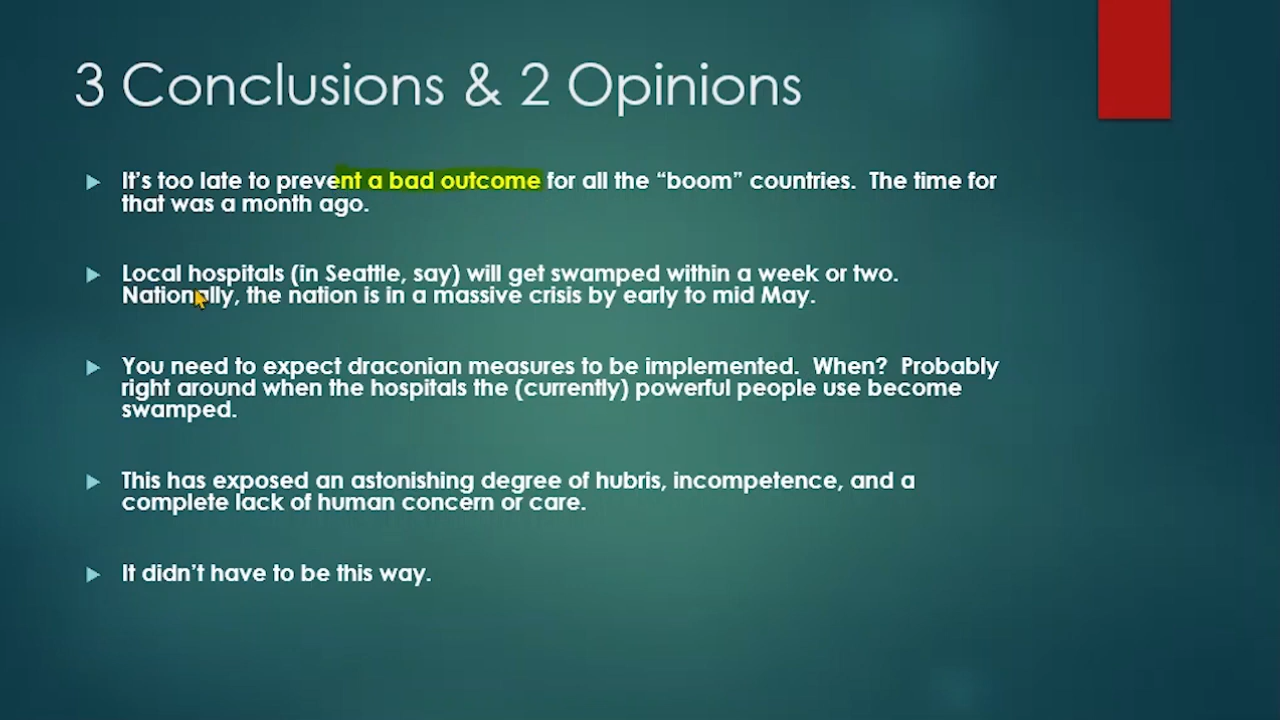 3 Conclusions & 2 Opinions
It's too late to prevent a bad outcome for all the “boom” countries.  The time for
that was a month ago.
Local hospitals (in Seattle, say) will get swamped within a week or two.
Nationally, the nation is in a massive crisis by early to mid May.
You need to expect draconian measures to be implemented.  When?  Probably
right around when the hospitals the (currently) powerful people use become
swamped.
This has exposed an astonishing degree of hubris, incompetence, and a
complete lack of human concern or care.
It didn't have to be this way.